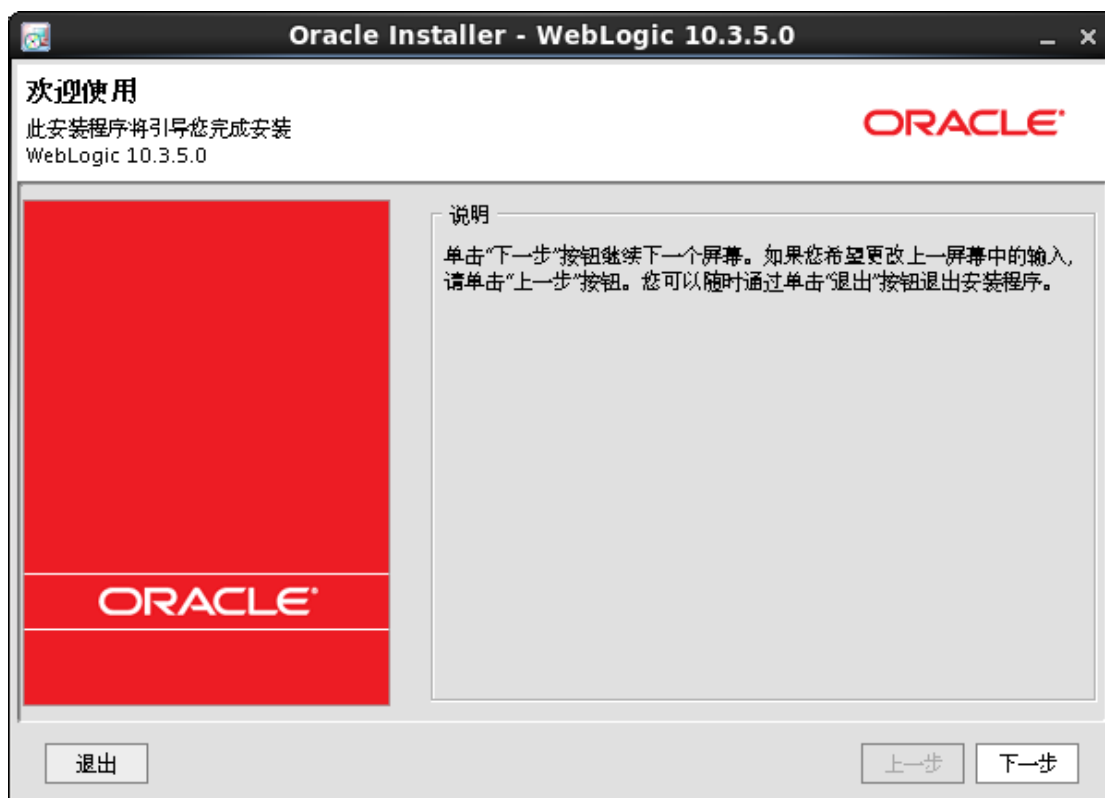 Oracle Installer - WebLogic 10.3.5.0
欢迎使用
此安装程序将引导您完成安装
WebLogic 10.3.5.0
ORACLE
说明
单击“下一步”按钮继续下一个屏幕。如果您希望更改上一屏幕中的输入,
请单击“上一步”按钮。您可以随时通过单击“退出”按钮退出安装程序。
ORACLE
退出
上一步
下一步